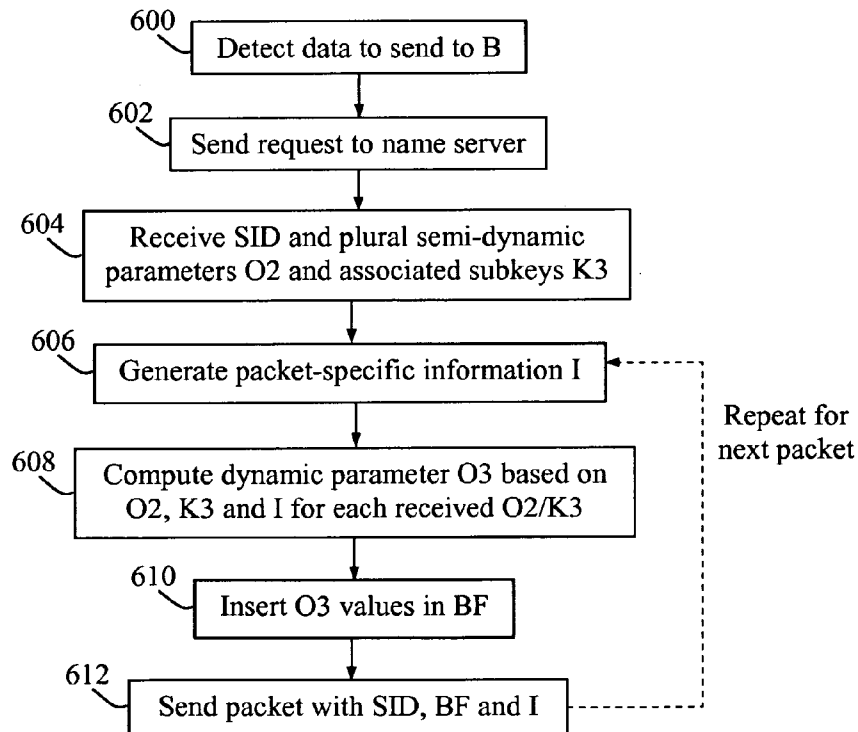 600
Detect data to send to B
602
Send request to name server
604
Receive SID and plural semi-dynamic
parameters O2 and associated subkeys K3
606
Generate packet-specific information I
Repeat for
next packet
608
Compute dynamic parameter O3 based on
O2, K3 and I for each received O2/K3
610
Insert O3 values in BF
612
Send packet with SID, BF and I